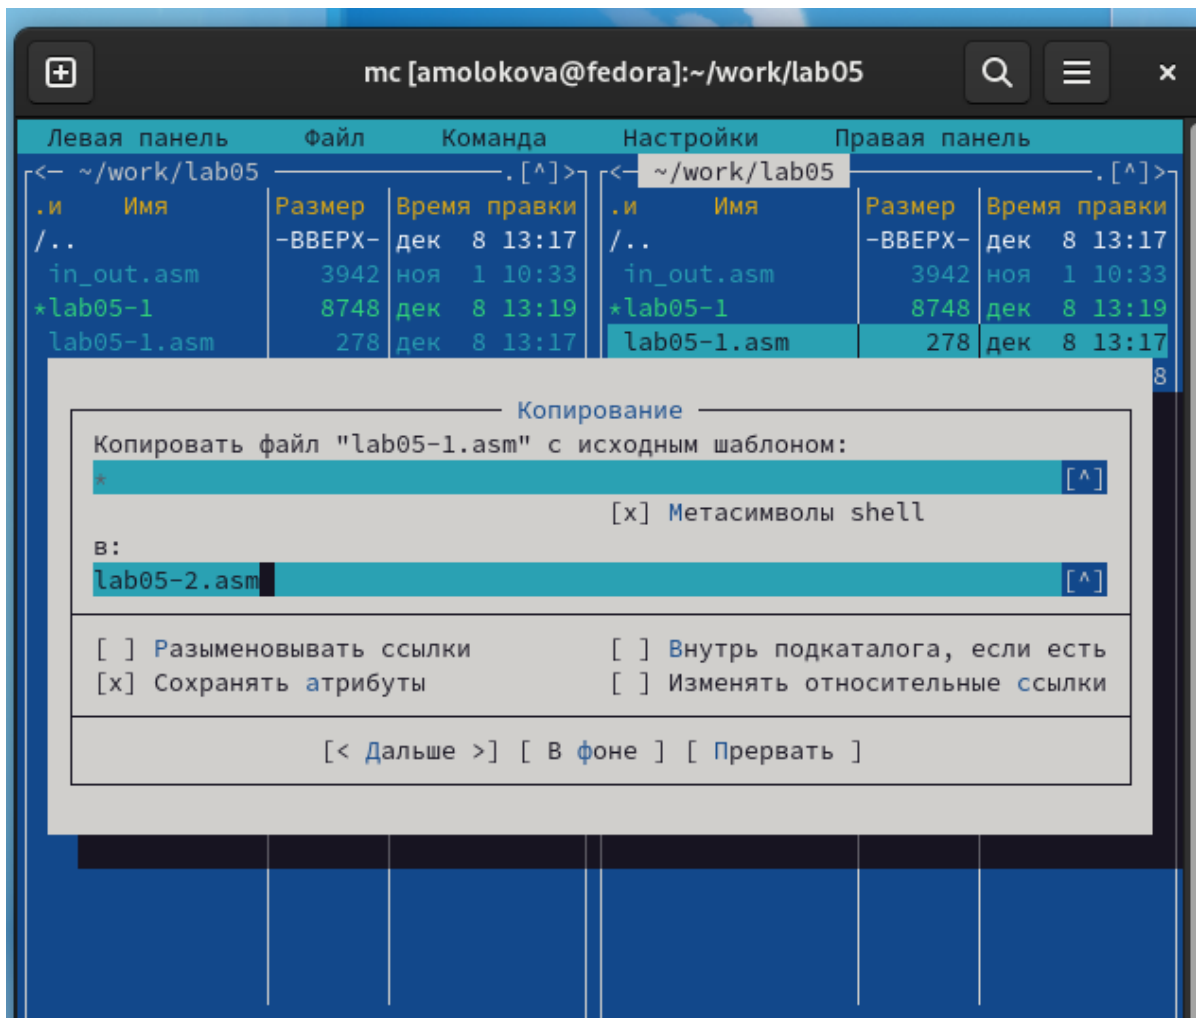 mc [amolokova@fedora]:~/work/lab05
Левая панель Файл Команда Настройки Правая панель
<— ~/work/lab05 .[^]> <— ~/work/lab05 .[^]>
.и Имя Размер Время правки .и Имя Размер Время правки
/.. -ВВЕРХ- дек 8 13:17 /.. -ВВЕРХ- дек 8 13:17
in_out.asm 3942 ноя 1 10:33 in_out.asm 3942 ноя 1 10:33
*lab05-1 8748 дек 8 13:19 *lab05-1 8748 дек 8 13:19
lab05-1.asm 278 дек 8 13:17 lab05-1.asm 278 дек 8 13:17
8
Копирование
Копировать файл "lab05-1.asm" с исходным шаблоном:
* [^]
[x] Метасимволы shell
в:
lab05-2.asm [^]
[ ] Разыменовывать ссылки [ ] Внутрь подкаталога, если есть
[x] Сохранять атрибуты [ ] Изменять относительные ссылки
[< Дальше >] [ В фоне ] [ Прервать ]